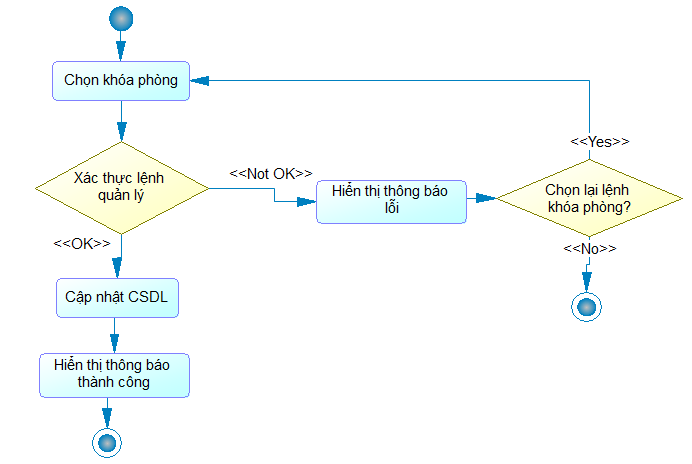 Chọn khóa phòng
<<Yes>>
Xác thực lệnh
quản lý
<<Not OK>>
Hiển thị thông báo
lỗi
Chọn lại lệnh
khóa phòng?
<<OK>>
<<No>>
Cập nhật CSDL
Hiển thị thông báo
thành công